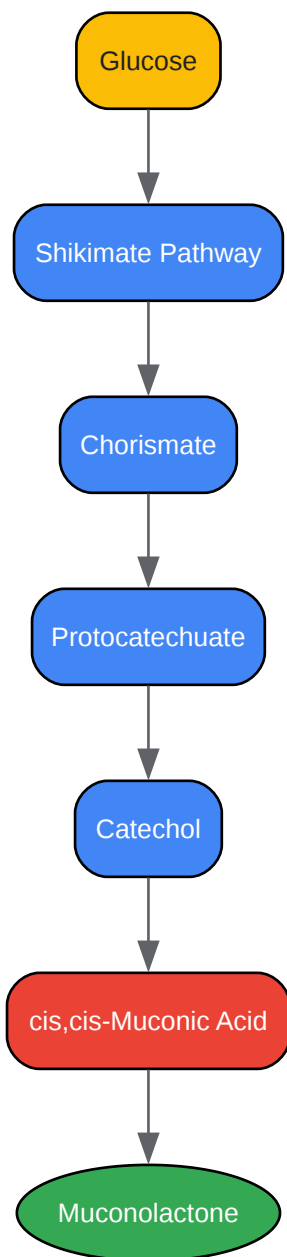 Glucose
Shikimate Pathway
Chorismate
Protocatechuate
Catechol
cis,cis-Muconic Acid
Muconolactone